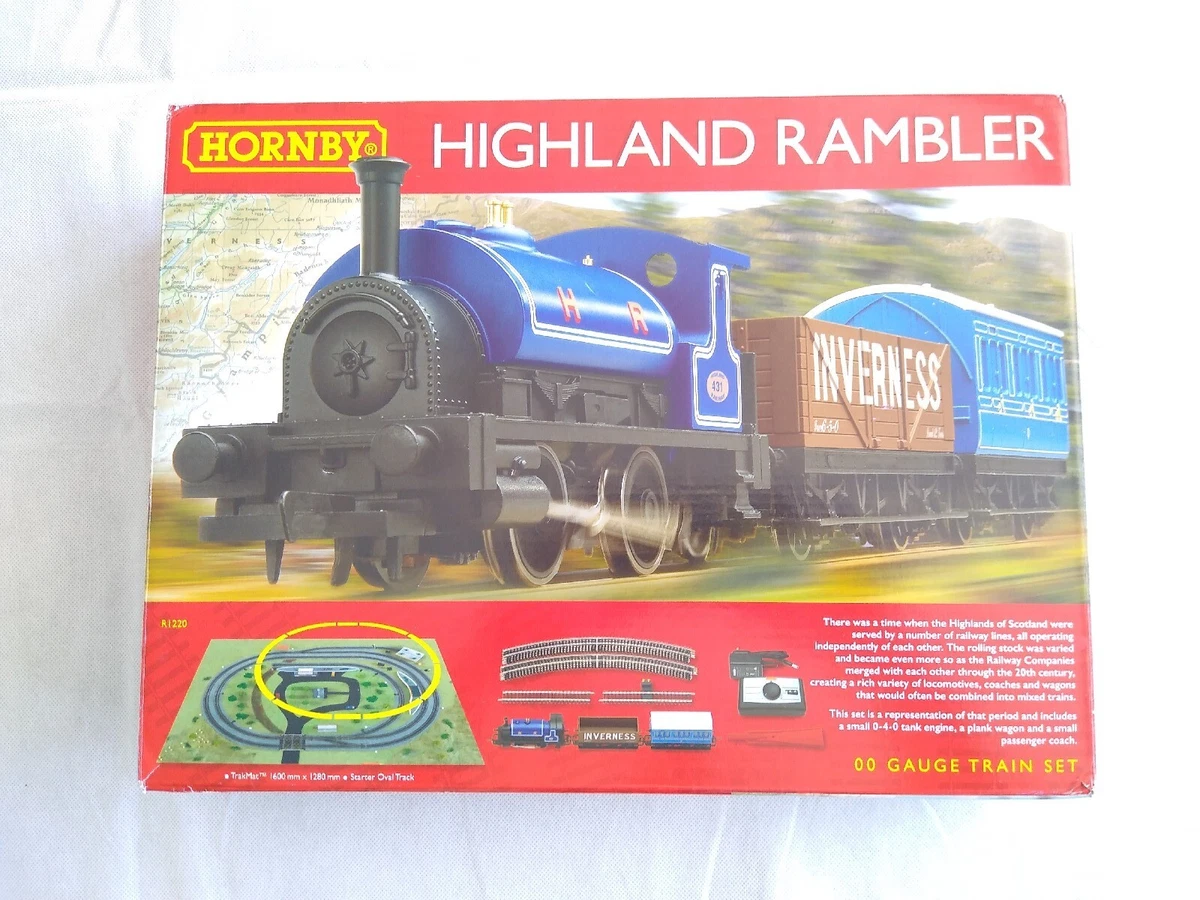 HORNBY®
HIGHLAND RAMBLER
Monadhliath M
VERNESS
H R
431
INVERNESS
R1220
There was a time when the Highlands of Scotland were
served by a number of railway lines, all operating
independently of each other. The rolling stock was varied
and became even more so as the Railway Companies
merged with each other through the 20th century,
creating a rich variety of locomotives, coaches and wagons
that would often be combined into mixed trains.
This set is a representation of that period and includes
a small 0-4-0 tank engine, a plank wagon and a small
passenger coach.
INVERNESS
● TrakMat™ 1600 mm x 1280 mm ● Starter Oval Track
00 GAUGE TRAIN SET